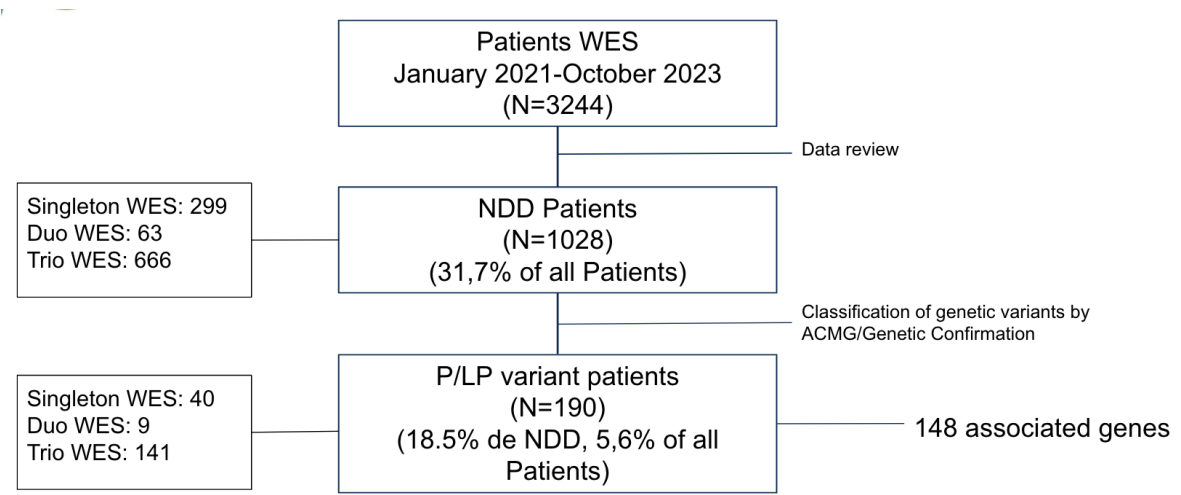 Patients WES
January 2021-October 2023
(N=3244)
Data review
Singleton WES: 299
Duo WES: 63
Trio WES: 666
NDD Patients
(N=1028)
(31,7% of all Patients)
Classification of genetic variants by
ACMG/Genetic Confirmation
Singleton WES: 40
Duo WES: 9
Trio WES: 141
P/LP variant patients
(N=190)
(18.5% de NDD, 5,6% of all
Patients)
148 associated genes